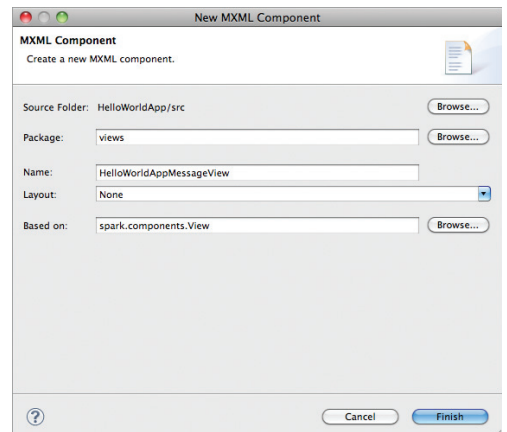 New MXML Component
MXML Component
Create a new MXML component.
Source Folder: HelloWorldApp/src Browse...
Package: views Browse...
Name: HelloWorldAppMessageView
Layout: None
Based on: spark.components.View Browse...
? Cancel Finish